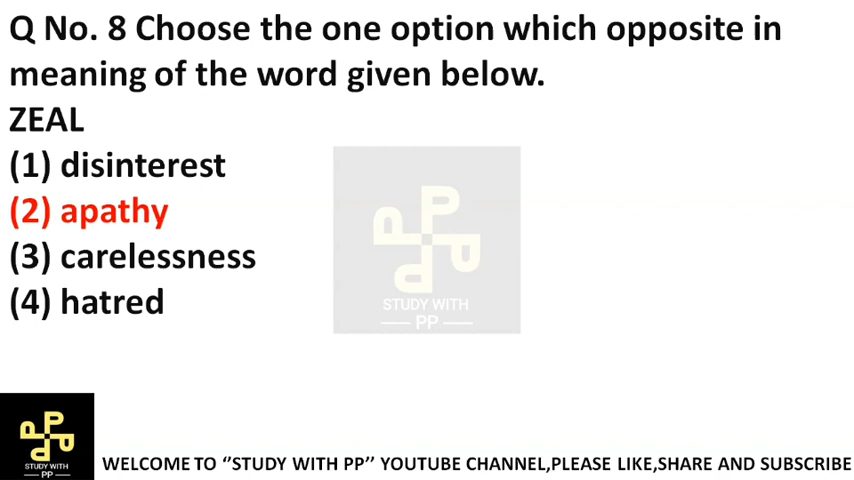 Q No. 8 Choose the one option which opposite in
meaning of the word given below.
ZEAL
(1) disinterest
(2) apathy
(3) carelessness
(4) hatred
P P P P
STUDY WITH
PP
P P P P
STUDY WITH
PP
WELCOME TO ‘’STUDY WITH PP’’ YOUTUBE CHANNEL,PLEASE LIKE,SHARE AND SUBSCRIBE